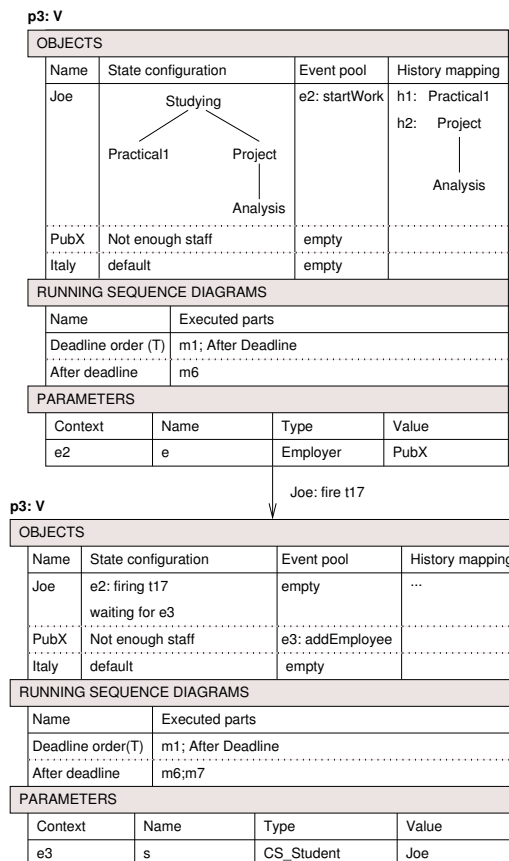 p3: V
OBJECTS
Name State configuration Event pool History mapping
Joe Studying e2: startWork h1: Practical1
h2: Project
Practical1 Project
Analysis
Analysis
PubX Not enough staff empty
Italy default empty
RUNNING SEQUENCE DIAGRAMS
Name Executed parts
Deadline order (T) m1; After Deadline
After deadline m6
PARAMETERS
Context Name Type Value
e2 e Employer PubX
Joe: fire t17
p3: V
OBJECTS
Name State configuration Event pool History mapping
Joe e2: firing t17 empty ...
waiting for e3
PubX Not enough staff e3: addEmployee
Italy default empty
RUNNING SEQUENCE DIAGRAMS
Name Executed parts
Deadline order(T) m1; After Deadline
After deadline m6;m7
PARAMETERS
Context Name Type Value
e3 s CS_Student Joe